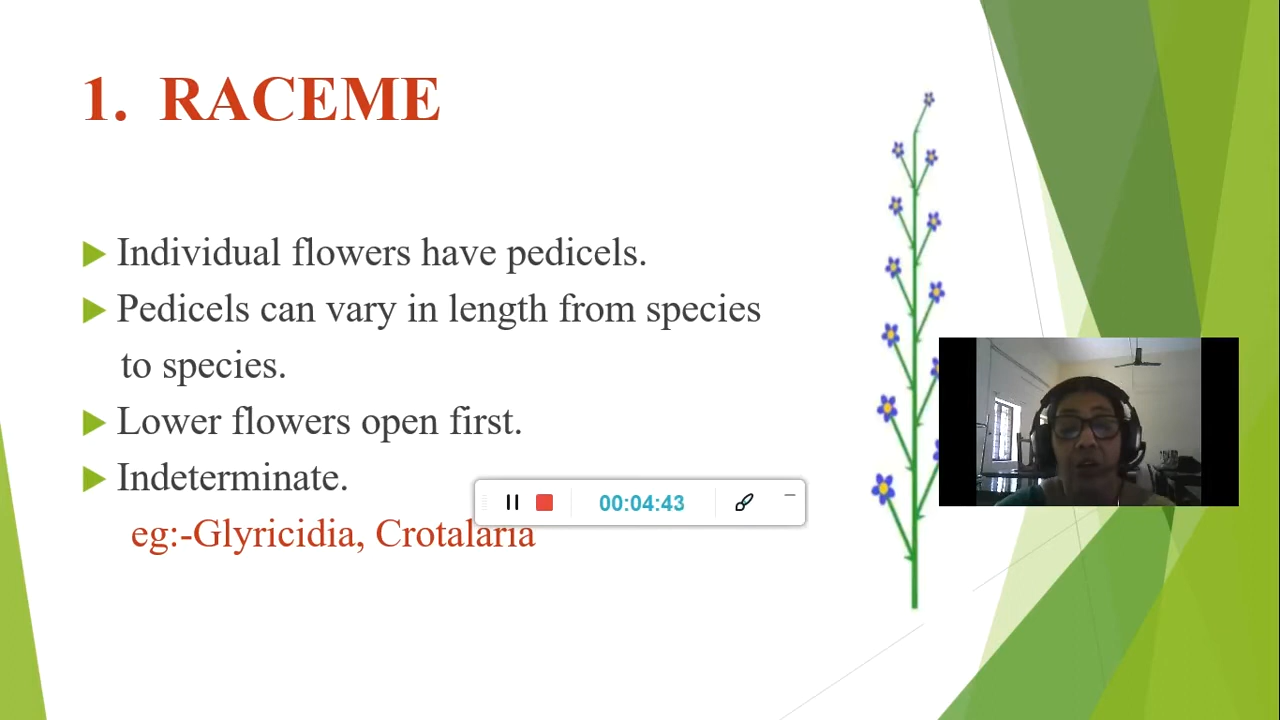 1. RACEME
Individual flowers have pedicels.
Pedicels can vary in length from species
to species.
Lower flowers open first.
Indeterminate.
00:04:43
eg:-Glyricidia, Crotalaria